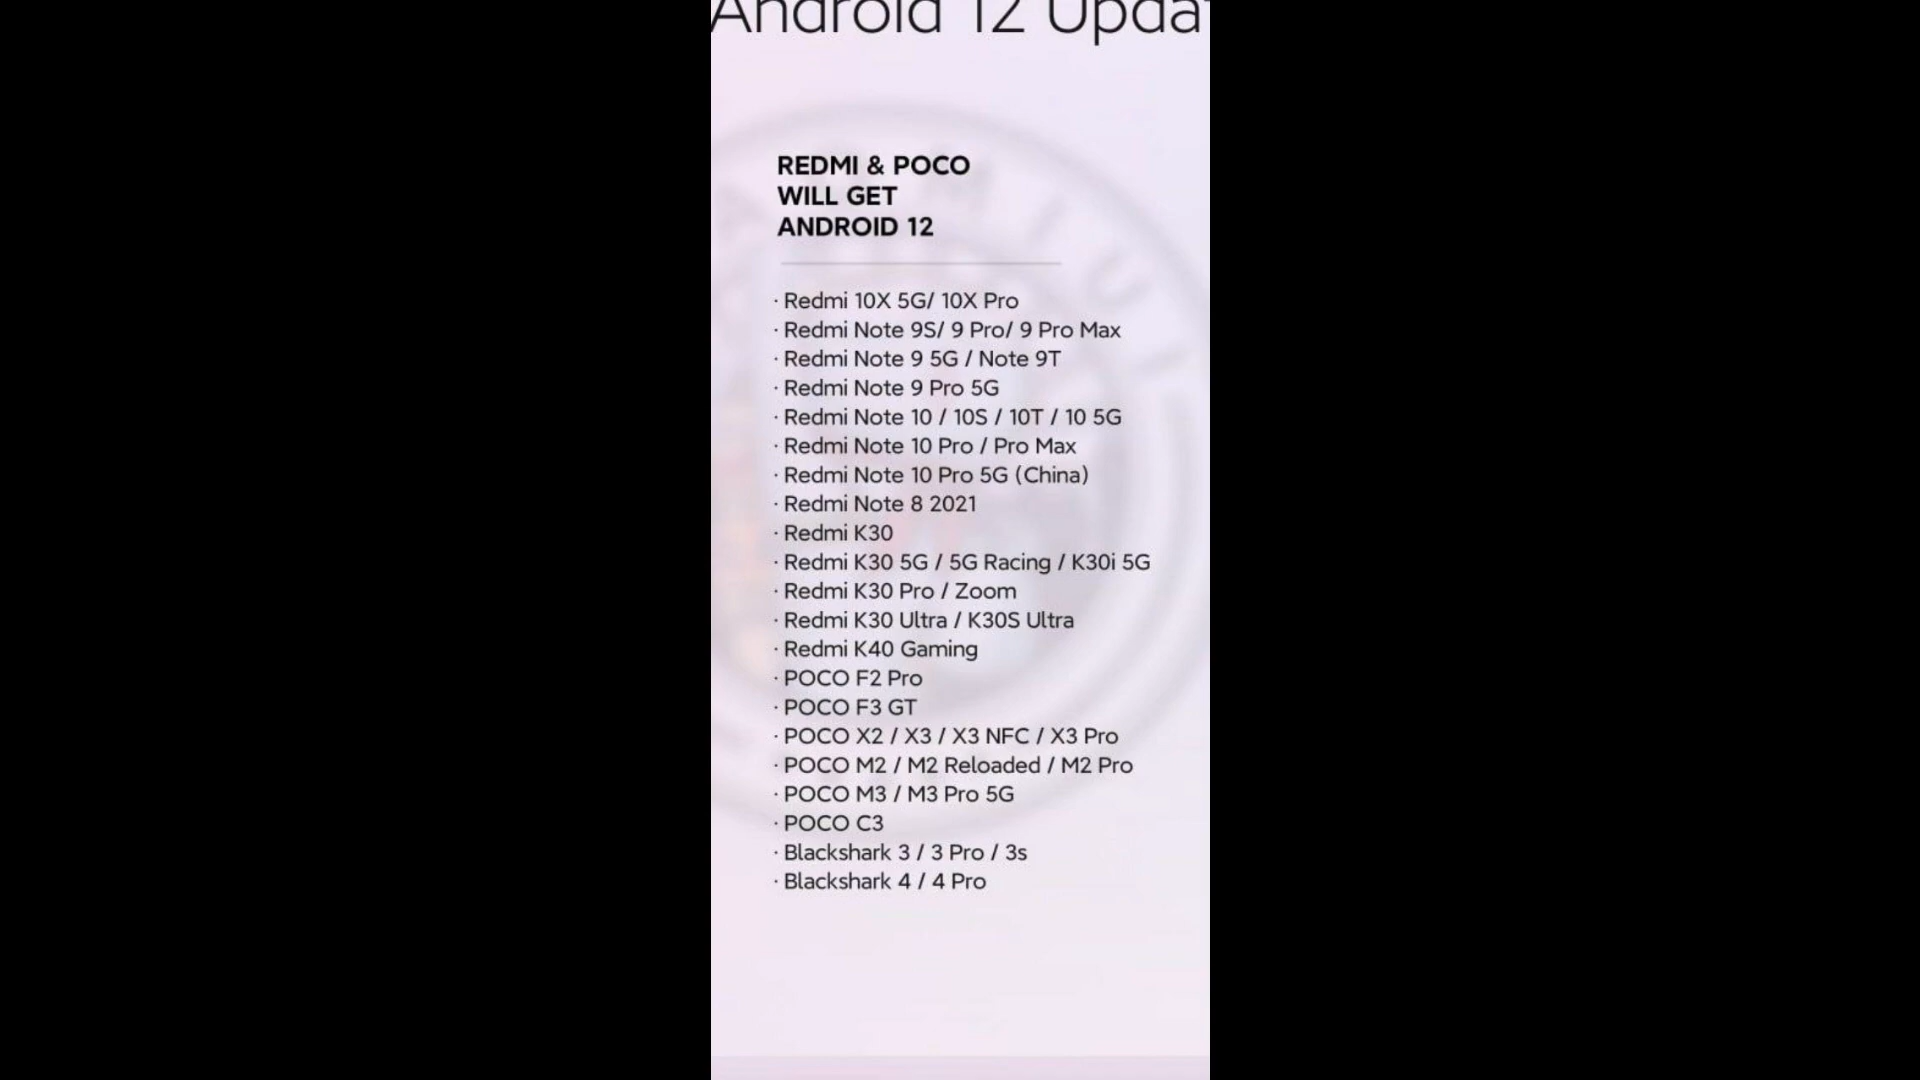 Android 12 Upda
REDMI & POCO
WILL GET
ANDROID 12
· Redmi 10X 5G/ 10X Pro
· Redmi Note 9S/ 9 Pro/ 9 Pro Max
· Redmi Note 9 5G / Note 9T
· Redmi Note 9 Pro 5G
· Redmi Note 10 / 10S / 10T / 10 5G
· Redmi Note 10 Pro / Pro Max
· Redmi Note 10 Pro 5G (China)
· Redmi Note 8 2021
· Redmi K30
· Redmi K30 5G / 5G Racing / K30i 5G
· Redmi K30 Pro / Zoom
· Redmi K30 Ultra / K30S Ultra
· Redmi K40 Gaming
· POCO F2 Pro
· POCO F3 GT
· POCO X2 / X3 / X3 NFC / X3 Pro
· POCO M2 / M2 Reloaded / M2 Pro
· POCO M3 / M3 Pro 5G
· POCO C3
· Blackshark 3 / 3 Pro / 3s
· Blackshark 4 / 4 Pro